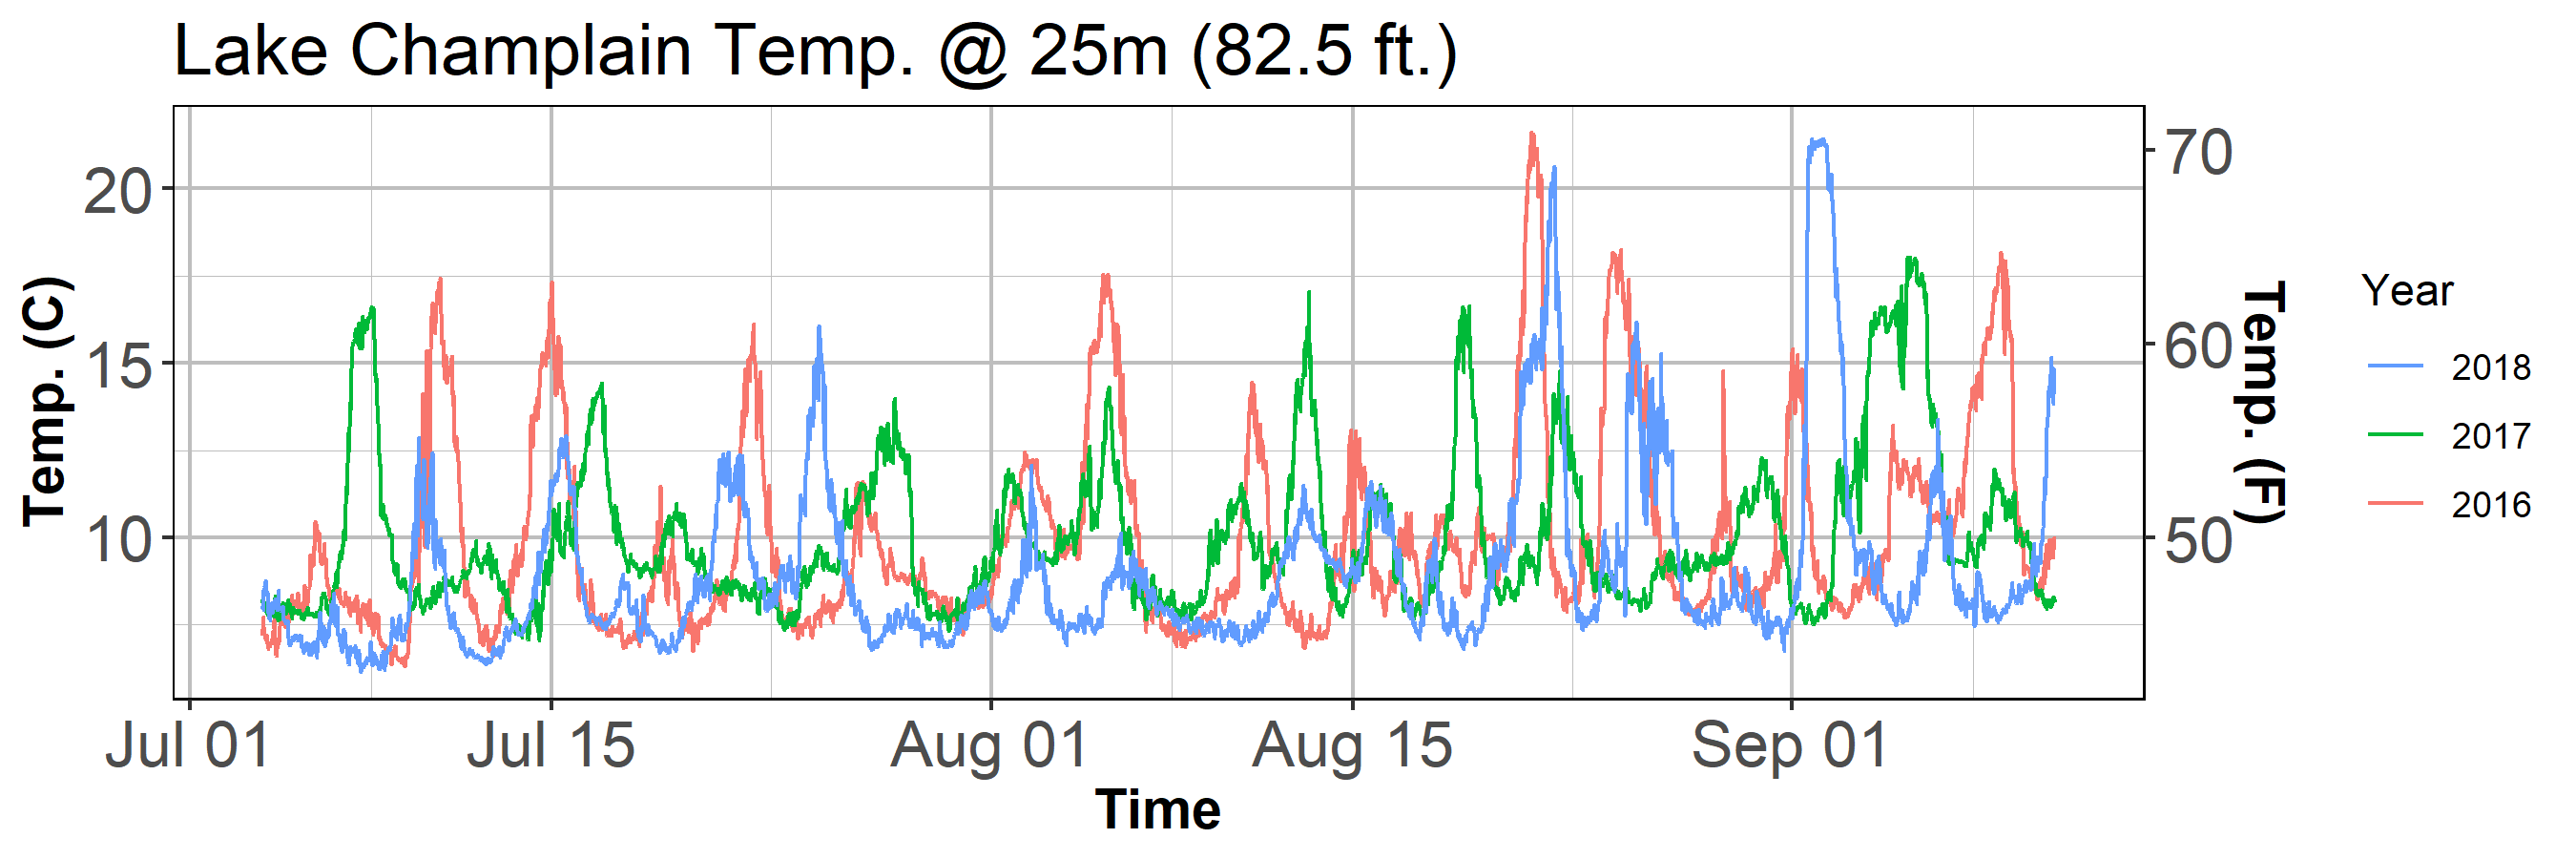 Lake Champlain Temp. @ 25m (82.5 ft.)
Temp. (C)
20
15
10
70
60
50
Temp. (F)
Jul 01
Jul 15
Aug 01
Aug 15
Sep 01
Time
Year
2018
2017
2016